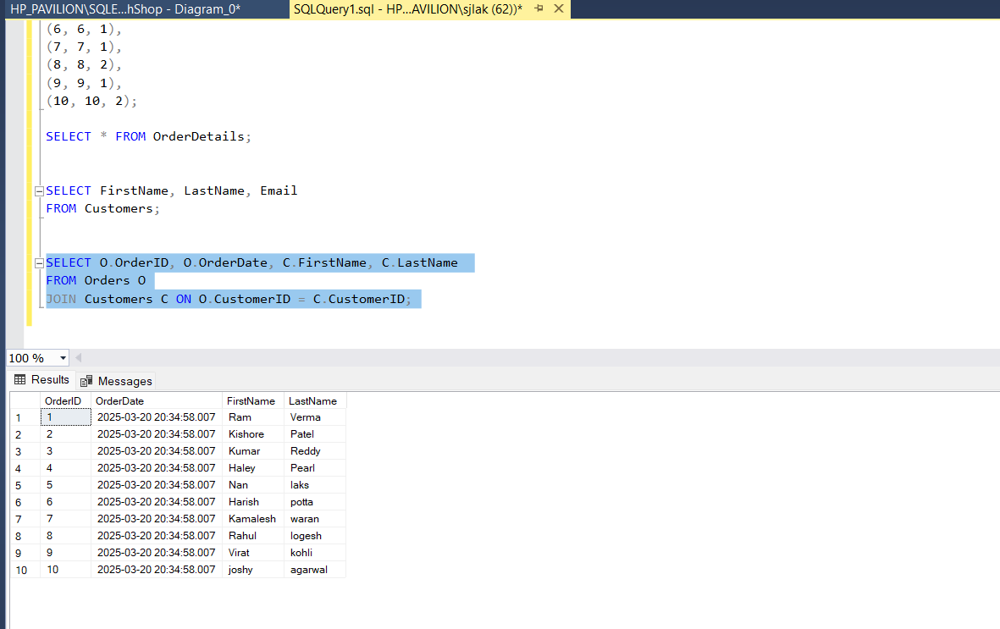 HP_PAVILION\SQLE...hShop - Diagram_0* SQLQuery1.sql - HP...AVILION\sjlak (62))*
(6, 6, 1),
(7, 7, 1),
(8, 8, 2),
(9, 9, 1),
(10, 10, 2);
SELECT * FROM OrderDetails;
SELECT FirstName, LastName, Email
FROM Customers;
SELECT O.OrderID, O.OrderDate, C.FirstName, C.LastName
FROM Orders O
JOIN Customers C ON O.CustomerID = C.CustomerID;
100 %
Results Messages
OrderID OrderDate FirstName LastName
1 1 2025-03-20 20:34:58.007 Ram Verma
2 2 2025-03-20 20:34:58.007 Kishore Patel
3 3 2025-03-20 20:34:58.007 Kumar Reddy
4 4 2025-03-20 20:34:58.007 Haley Pearl
5 5 2025-03-20 20:34:58.007 Nan laks
6 6 2025-03-20 20:34:58.007 Harish potta
7 7 2025-03-20 20:34:58.007 Kamalesh waran
8 8 2025-03-20 20:34:58.007 Rahul logesh
9 9 2025-03-20 20:34:58.007 Virat kohli
10 10 2025-03-20 20:34:58.007 joshy agarwal